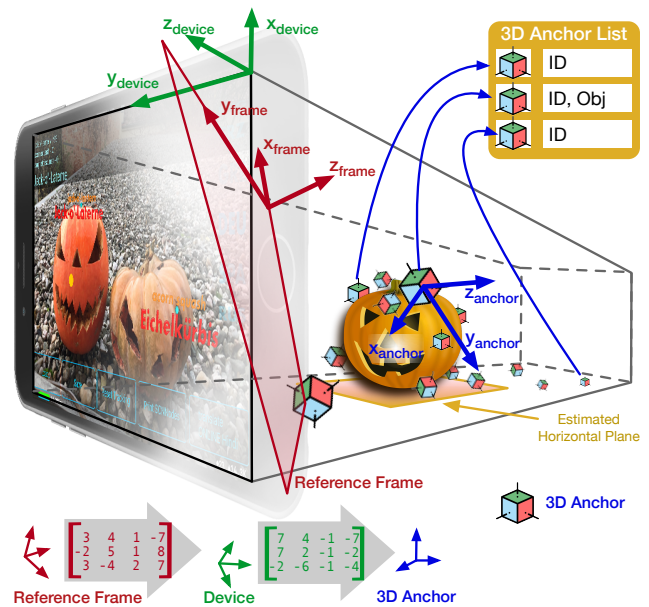 3D Anchor List
ID
ID, Obj
ID
x_device
z_device
y_device
y_frame
x_frame
z_frame
Jack-o'-Laterne
Eichelkürbis
z_anchor
y_anchor
x_anchor
Estimated
Horizontal Plane
Reference Frame
3D Anchor
3 4 1 -7
-2 5 1 8
3 -4 2 7
7 4 -1 -7
7 2 -1 -2
-2 -6 -1 -4
Reference Frame
Device
3D Anchor